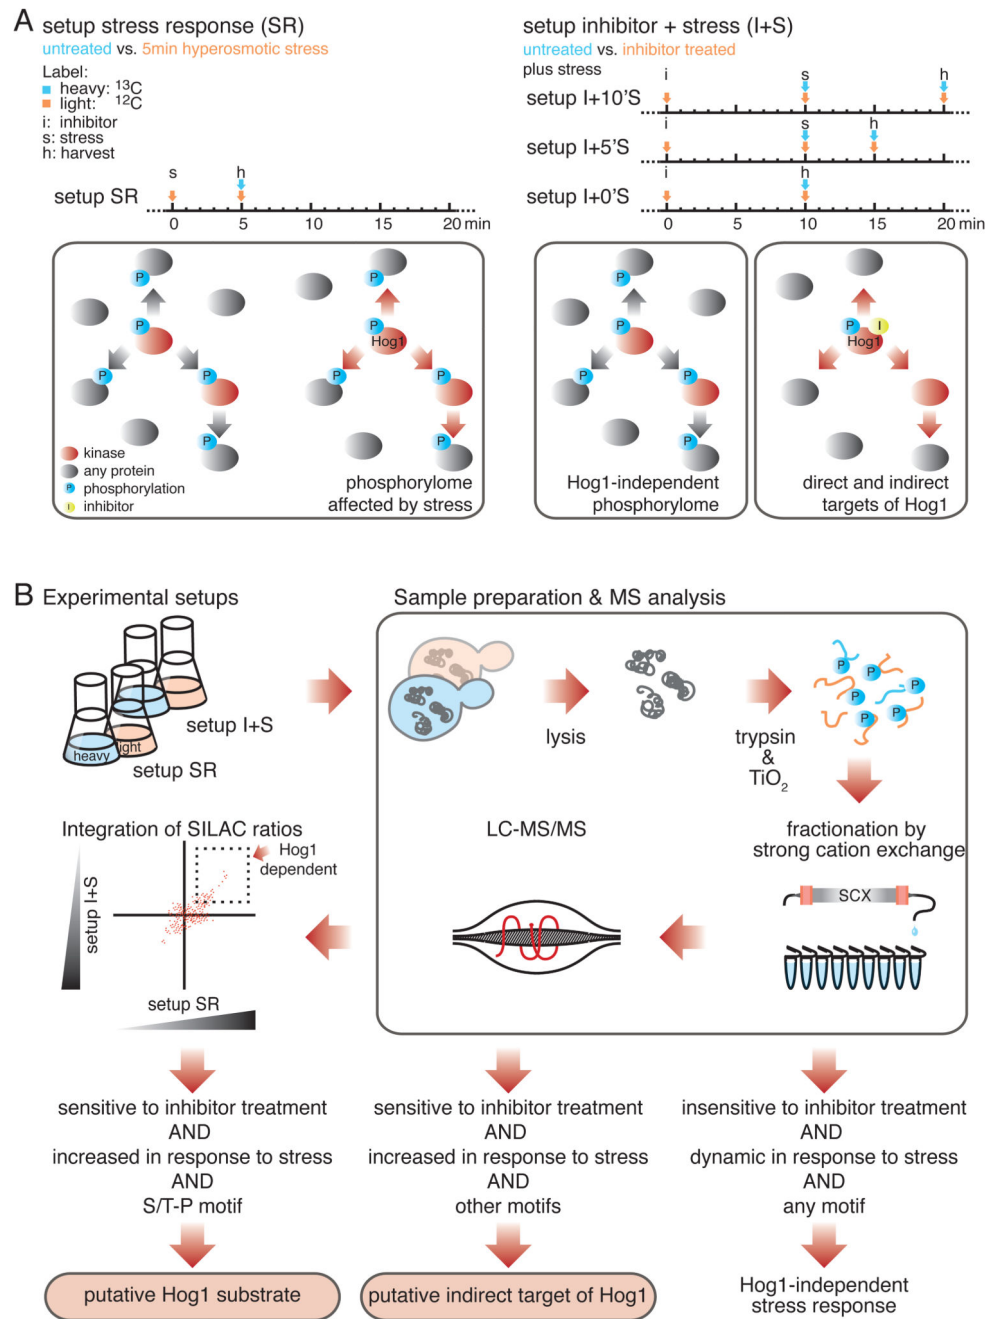 A setup stress response (SR)
untreated vs. 5min hyperosmotic stress
Label:
heavy: 13C
light: 12C
i: inhibitor
s: stress
h: harvest
s h
setup SR
0 5 10 15 20 min
setup inhibitor + stress (I+S)
untreated vs. inhibitor treated
plus stress
i s h
setup I+10'S
i s h
setup I+5'S
i h
setup I+0'S
0 5 10 15 20 min
P
P
P P
P
P
P
Hog1
P P
P
kinase
any protein
P phosphorylation
I inhibitor
phosphorylome
affected by stress
P
P
P P
P
Hog1-independent
phosphorylome
P I
Hog1
direct and indirect
targets of Hog1
B Experimental setups
heavy
light
setup I+S
setup SR
Sample preparation & MS analysis
lysis
trypsin
&
TiO2
P P P
P P
P
fractionation by
strong cation exchange
SCX
LC-MS/MS
Integration of SILAC ratios
Hog1
dependent
setup I+S
setup SR
sensitive to inhibitor treatment
AND
increased in response to stress
AND
S/T-P motif
putative Hog1 substrate
sensitive to inhibitor treatment
AND
increased in response to stress
AND
other motifs
putative indirect target of Hog1
insensitive to inhibitor treatment
AND
dynamic in response to stress
AND
any motif
Hog1-independent
stress response